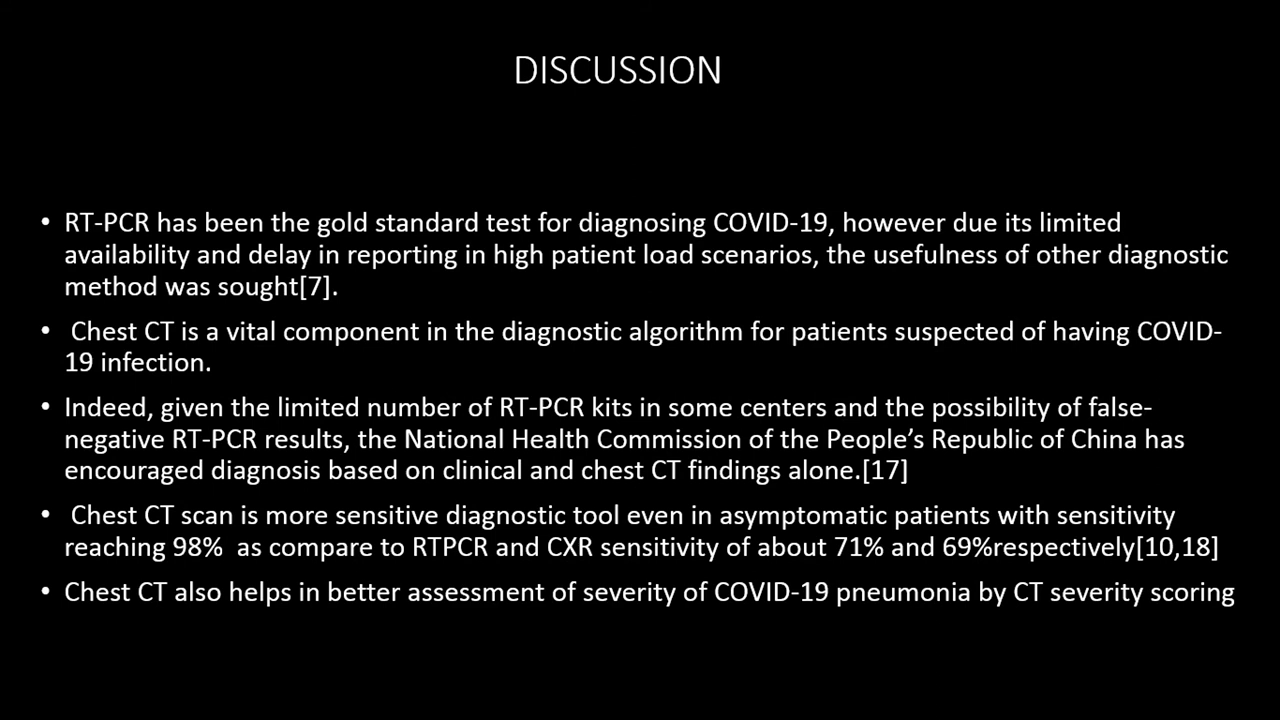 DISCUSSION
• RT-PCR has been the gold standard test for diagnosing COVID-19, however due its limited
availability and delay in reporting in high patient load scenarios, the usefulness of other diagnostic
method was sought[7].
• Chest CT is a vital component in the diagnostic algorithm for patients suspected of having COVID-
19 infection.
• Indeed, given the limited number of RT-PCR kits in some centers and the possibility of false-
negative RT-PCR results, the National Health Commission of the People’s Republic of China has
encouraged diagnosis based on clinical and chest CT findings alone.[17]
• Chest CT scan is more sensitive diagnostic tool even in asymptomatic patients with sensitivity
reaching 98%  as compare to RTPCR and CXR sensitivity of about 71% and 69%respectively[10,18]
• Chest CT also helps in better assessment of severity of COVID-19 pneumonia by CT severity scoring